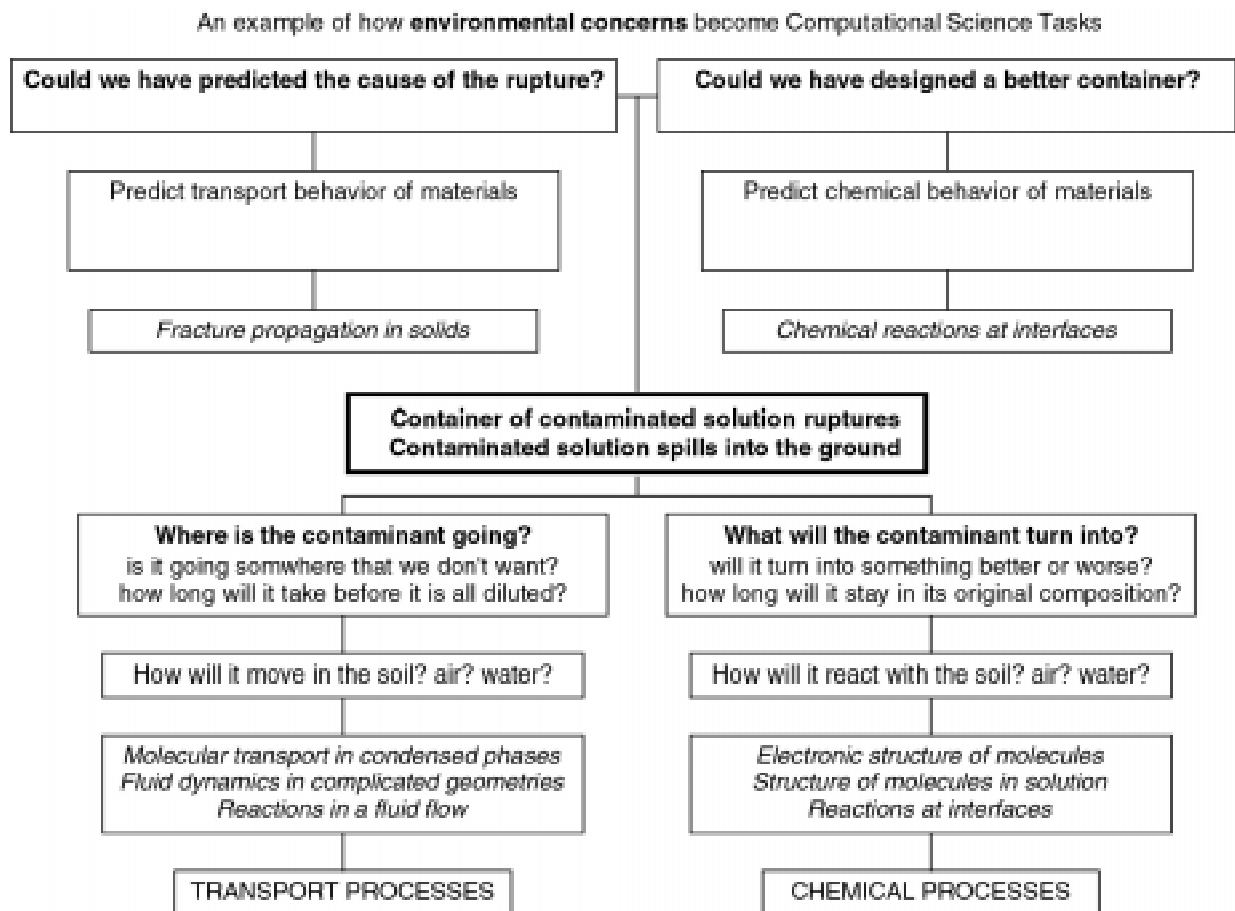 An example of how environmental concerns become Computational Science Tasks
Could we have predicted the cause of the rupture?
Could we have designed a better container?
Predict transport behavior of materials
Predict chemical behavior of materials
Fracture propagation in solids
Chemical reactions at interfaces
Container of contaminated solution ruptures
Contaminated solution spills into the ground
Where is the contaminant going?
is it going somwhere that we don't want?
how long will it take before it is all diluted?
What will the contaminant turn into?
will it turn into something better or worse?
how long will it stay in its original composition?
How will it move in the soil? air? water?
How will it react with the soil? air? water?
Molecular transport in condensed phases
Fluid dynamics in complicated geometries
Reactions in a fluid flow
Electronic structure of molecules
Structure of molecules in solution
Reactions at interfaces
TRANSPORT PROCESSES
CHEMICAL PROCESSES